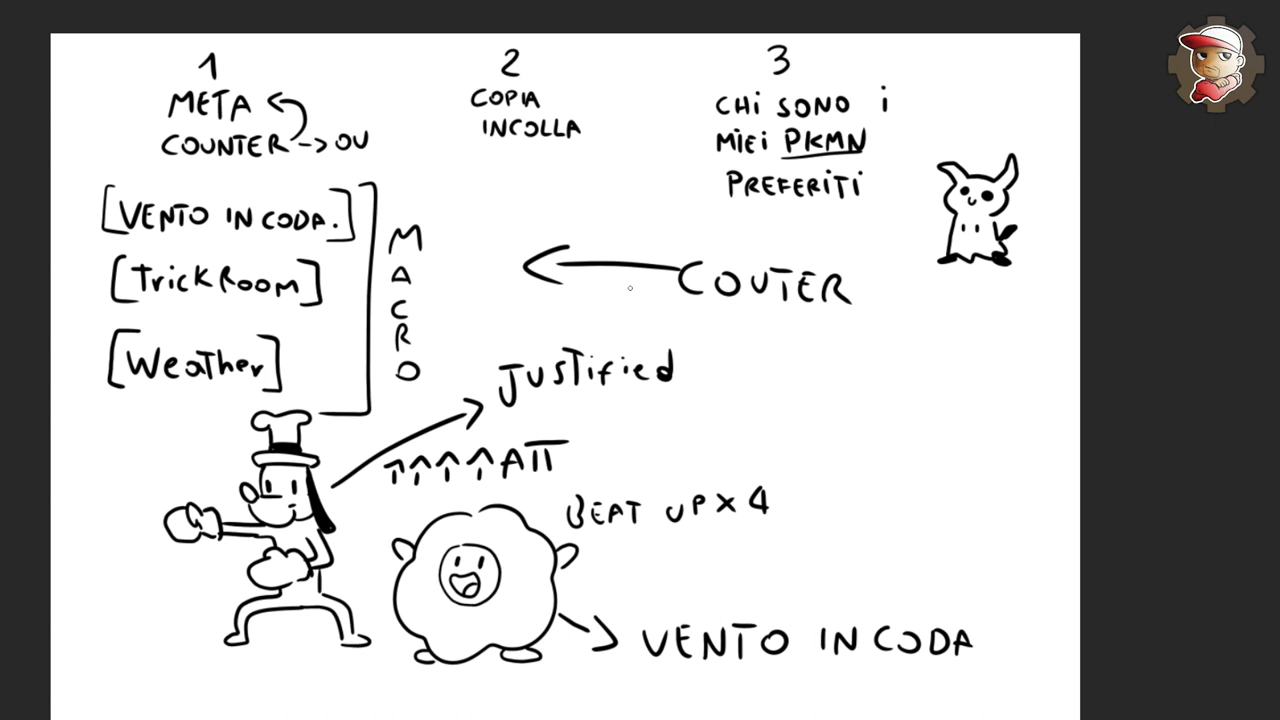 1
META
COUNTER -> OU
[VENTO IN CODA.]
[TrickRoom]
[Weather]
MACRO
2
COPIA
INCOLLA
3
CHi SONO i
MiEi PKMN
PREFERiTi
COUTER
JUSTified
↑↑↑↑ATT
BEAT UP x 4
VENTO IN CODA